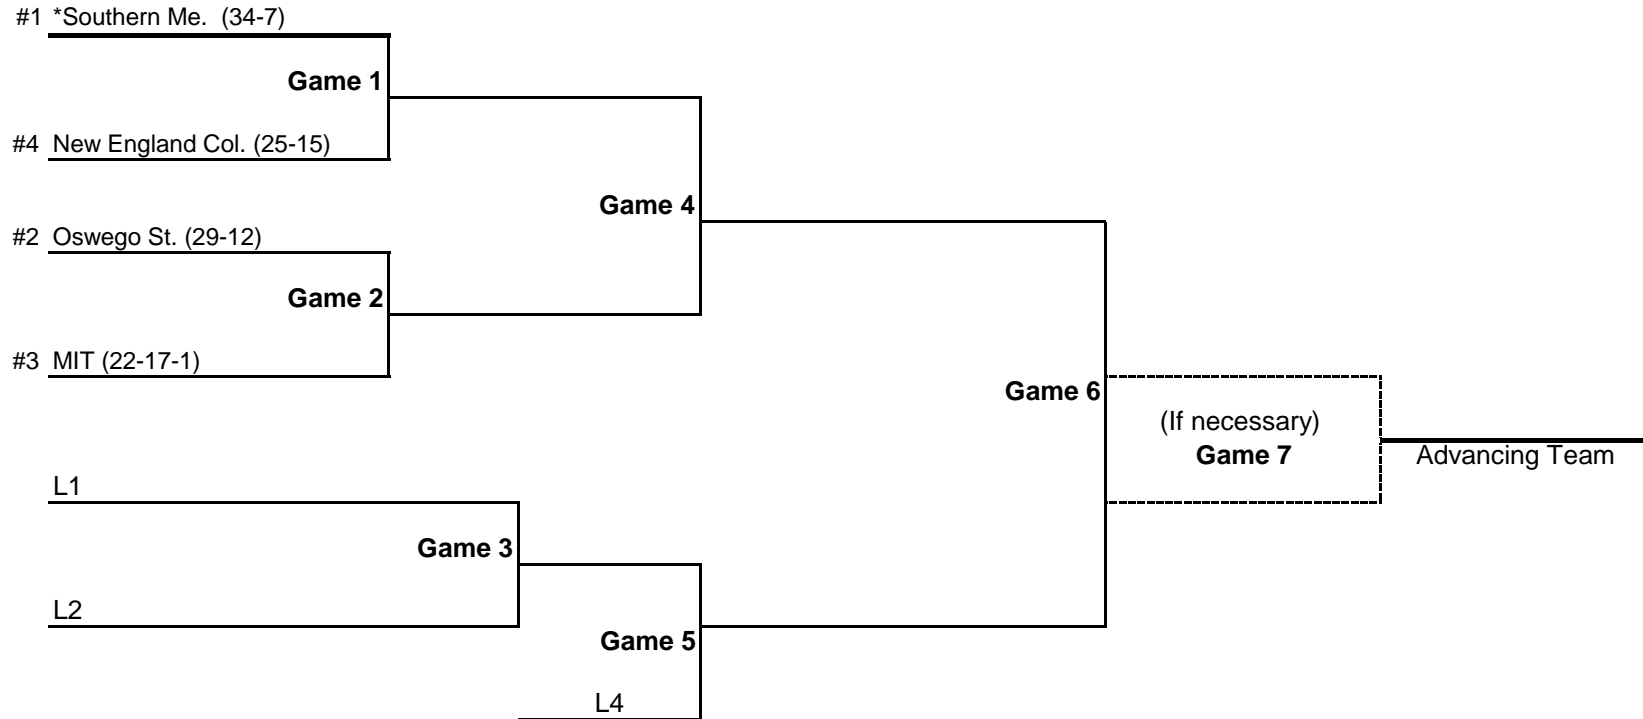 #1 *Southern Me. (34-7)
Game 1
#4 New England Col. (25-15)
Game 4
#2 Oswego St. (29-12)
Game 2
#3 MIT (22-17-1)
Game 6
(If necessary)
Game 7
Advancing Team
L1
Game 3
L2
Game 5
L4